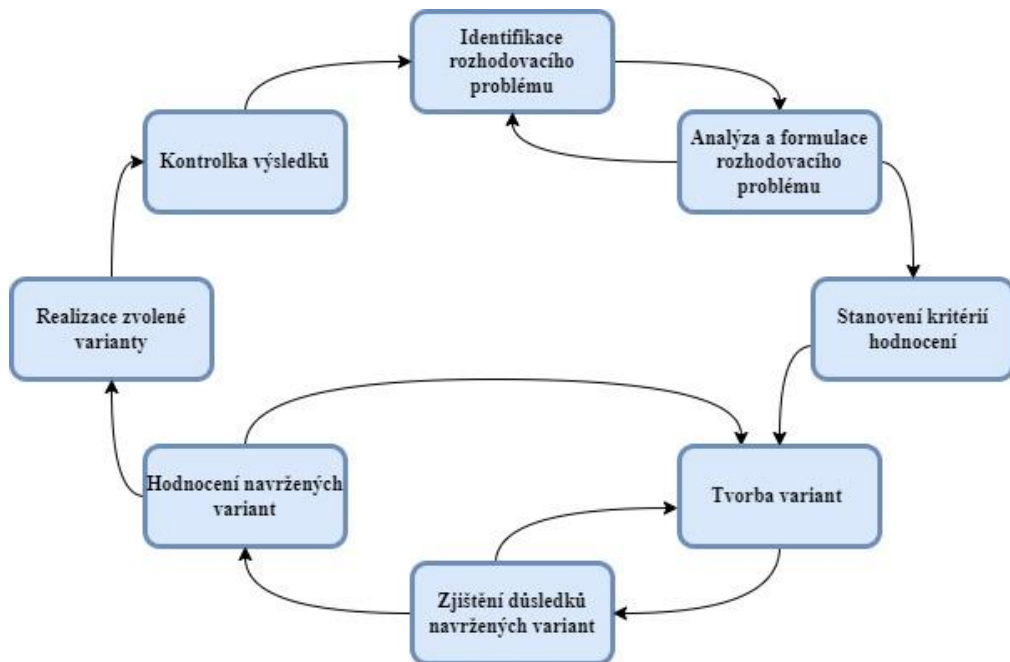 Identifikace
rozhodovacího
problému
Analýza a formulace
rozhodovacího
problému
Stanovení kritérií
hodnocení
Tvorba variant
Zjištění důsledků
navržených variant
Hodnocení navržených
variant
Realizace zvolené
varianty
Kontrolka výsledků